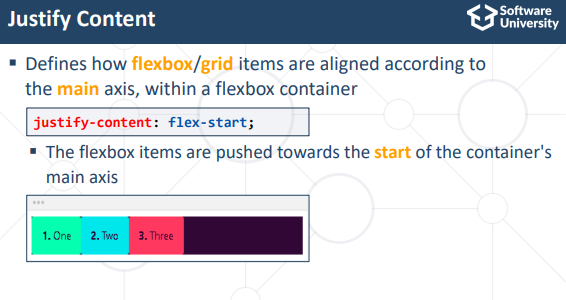 Justify Content
Software
University
▪ Defines how flexbox/grid items are aligned according to
the main axis, within a flexbox container
justify-content: flex-start;
▪ The flexbox items are pushed towards the start of the container's
main axis
1. One 2. Two 3. Three